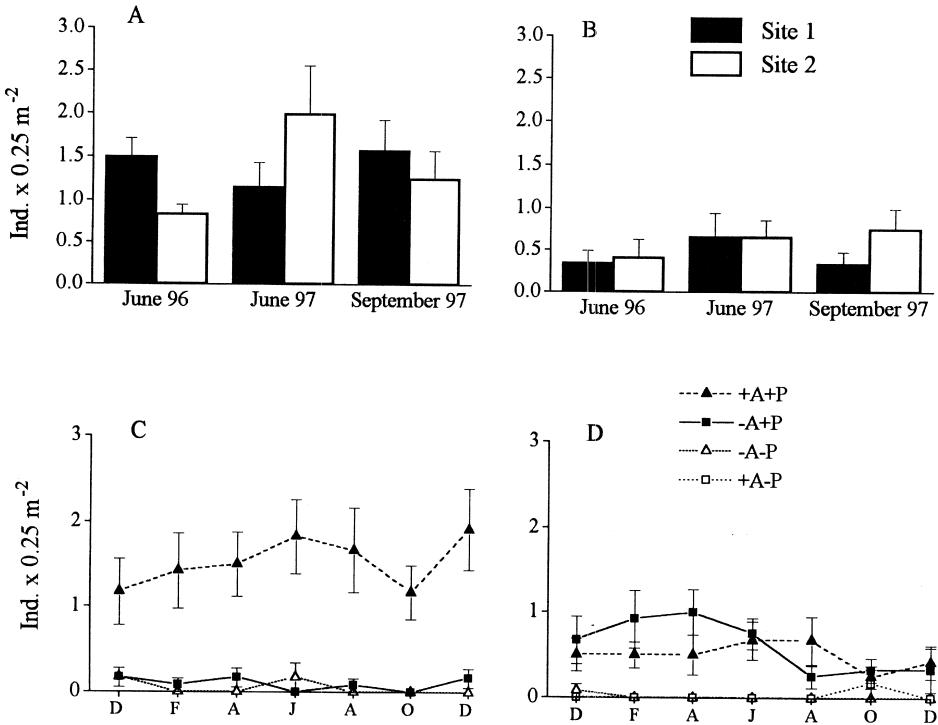 A
B
Site 1
Site 2
Ind. x 0.25 m-2
3.0
2.5
2.0
1.5
1.0
0.5
0.0
June 96
June 97
September 97
3.0
2.5
2.0
1.5
1.0
0.5
0.0
June 96
June 97
September 97
+A+P
-A+P
-A-P
+A-P
C
D
Ind. x 0.25 m-2
3
2
1
0
D F A J A O D
3
2
1
0
D F A J A O D